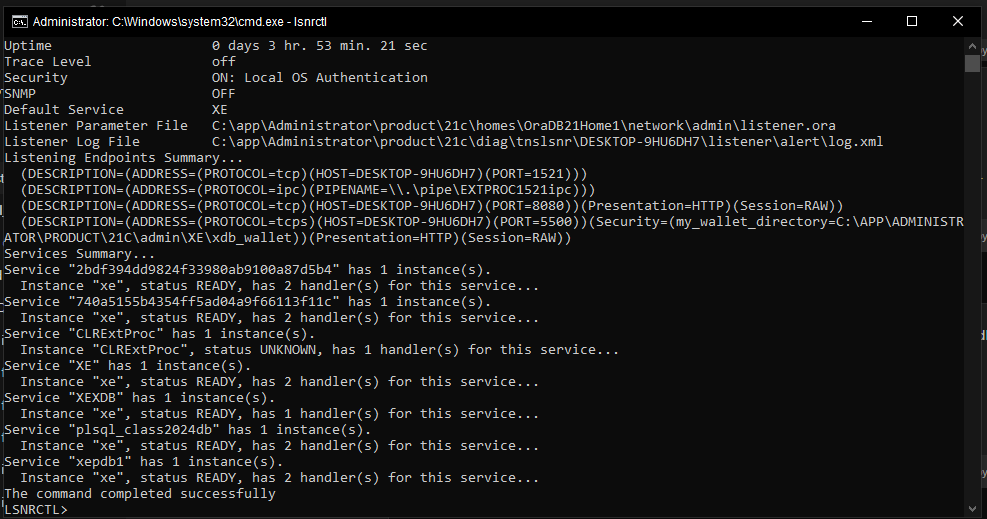 Administrator: C:\Windows\system32\cmd.exe - lsnrctl
Uptime                    0 days 3 hr. 53 min. 21 sec
Trace Level               off
Security                  ON: Local OS Authentication
SNMP                      OFF
Default Service           XE
Listener Parameter File   C:\app\Administrator\product\21c\homes\OraDB21Home1\network\admin\listener.ora
Listener Log File         C:\app\Administrator\product\21c\diag\tnslsnr\DESKTOP-9HU6DH7\listener\alert\log.xml
Listening Endpoints Summary...
  (DESCRIPTION=(ADDRESS=(PROTOCOL=tcp)(HOST=DESKTOP-9HU6DH7)(PORT=1521)))
  (DESCRIPTION=(ADDRESS=(PROTOCOL=ipc)(PIPENAME=\\.\pipe\EXTPROC1521ipc)))
  (DESCRIPTION=(ADDRESS=(PROTOCOL=tcp)(HOST=DESKTOP-9HU6DH7)(PORT=8080))(Presentation=HTTP)(Session=RAW))
  (DESCRIPTION=(ADDRESS=(PROTOCOL=tcps)(HOST=DESKTOP-9HU6DH7)(PORT=5500))(Security=(my_wallet_directory=C:\APP\ADMINISTR
ATOR\PRODUCT\21C\admin\XE\xdb_wallet))(Presentation=HTTP)(Session=RAW))
Services Summary...
Service "2bdf394dd9824f33980ab9100a87d5b4" has 1 instance(s).
  Instance "xe", status READY, has 2 handler(s) for this service...
Service "740a5155b4354ff5ad04a9f66113f11c" has 1 instance(s).
  Instance "xe", status READY, has 2 handler(s) for this service...
Service "CLRExtProc" has 1 instance(s).
  Instance "CLRExtProc", status UNKNOWN, has 1 handler(s) for this service...
Service "XE" has 1 instance(s).
  Instance "xe", status READY, has 2 handler(s) for this service...
Service "XEXDB" has 1 instance(s).
  Instance "xe", status READY, has 1 handler(s) for this service...
Service "plsql_class2024db" has 1 instance(s).
  Instance "xe", status READY, has 2 handler(s) for this service...
Service "xepdb1" has 1 instance(s).
  Instance "xe", status READY, has 2 handler(s) for this service...
The command completed successfully
LSNRCTL>